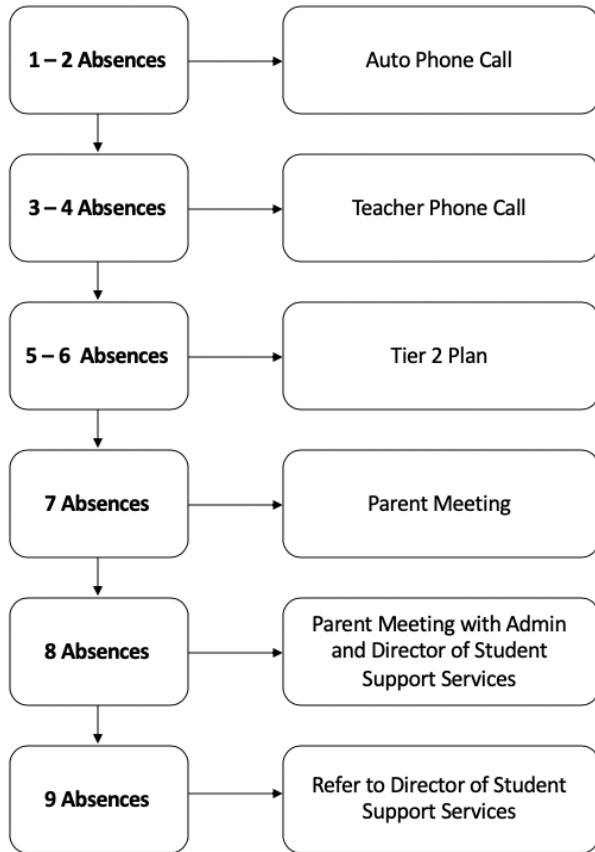 1 – 2 Absences
Auto Phone Call
3 – 4 Absences
Teacher Phone Call
5 – 6 Absences
Tier 2 Plan
7 Absences
Parent Meeting
8 Absences
Parent Meeting with Admin
and Director of Student
Support Services
9 Absences
Refer to Director of Student
Support Services